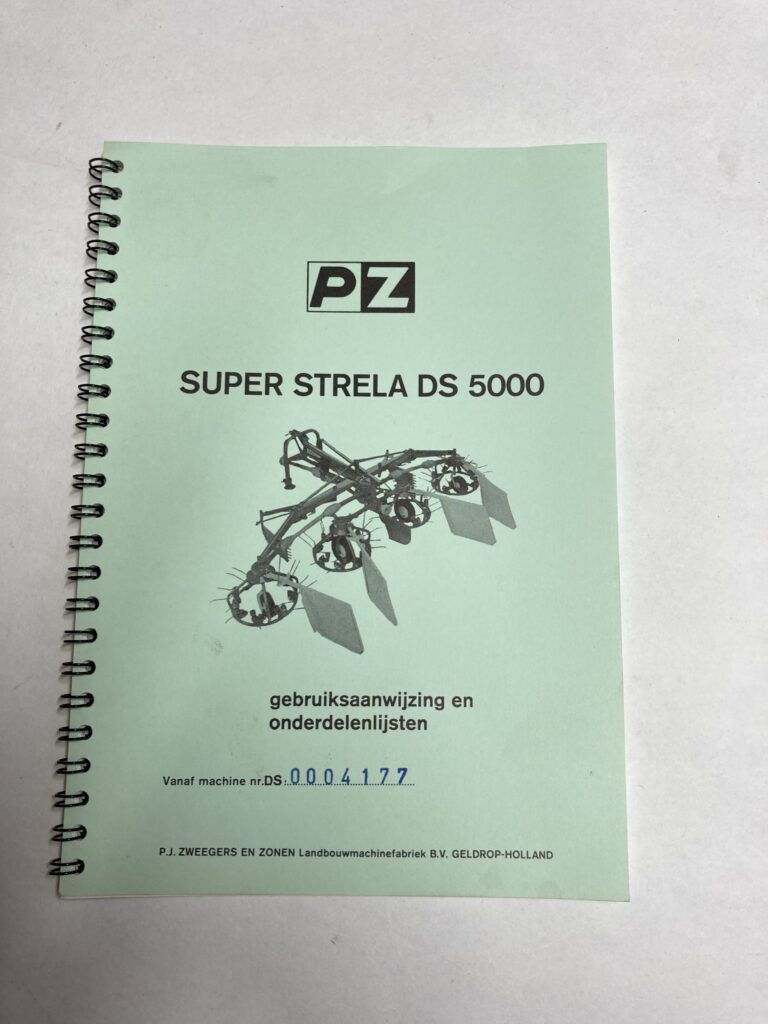 PZ
SUPER STRELA DS 5000
gebruiksaanwijzing en
onderdelenlijsten
Vanaf machine nr.DS-0004177
P.J. ZWEEGERS EN ZONEN Landbouwmachinefabriek B.V. GELDROP-HOLLAND